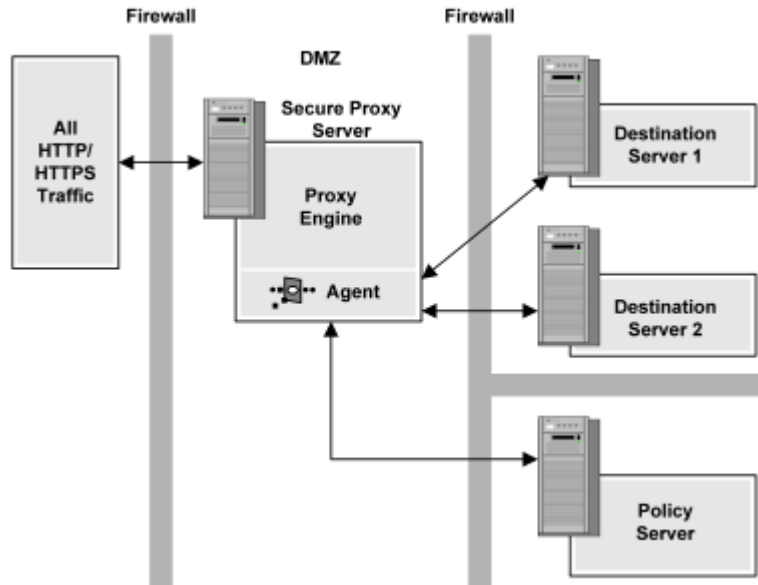 Firewall
Firewall
DMZ
All
HTTP/
HTTPS
Traffic
Secure Proxy
Server
Proxy
Engine
Agent
Destination
Server 1
Destination
Server 2
Policy
Server